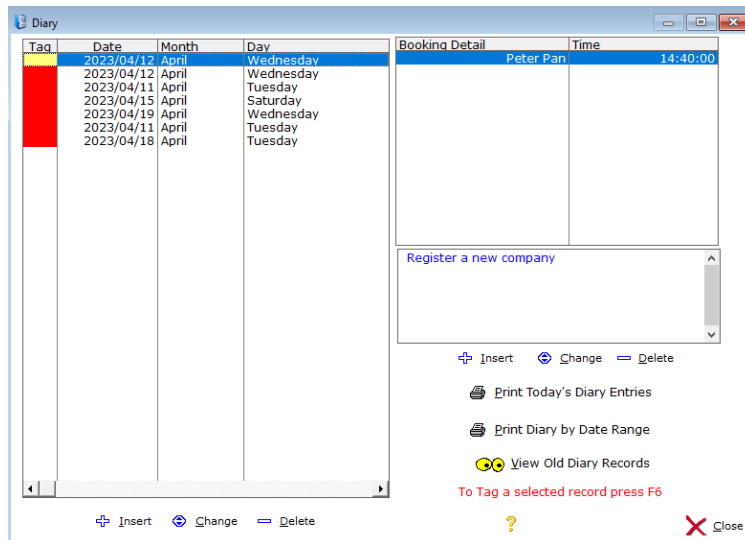 Diary
Tag Date Month Day
2023/04/12 April Wednesday
2023/04/12 April Wednesday
2023/04/11 April Tuesday
2023/04/15 April Saturday
2023/04/19 April Wednesday
2023/04/11 April Tuesday
2023/04/18 April Tuesday
Insert Change Delete
Booking Detail Time
Peter Pan 14:40:00
Register a new company
Insert Change Delete
Print Today's Diary Entries
Print Diary by Date Range
View Old Diary Records
To Tag a selected record press F6
? Close